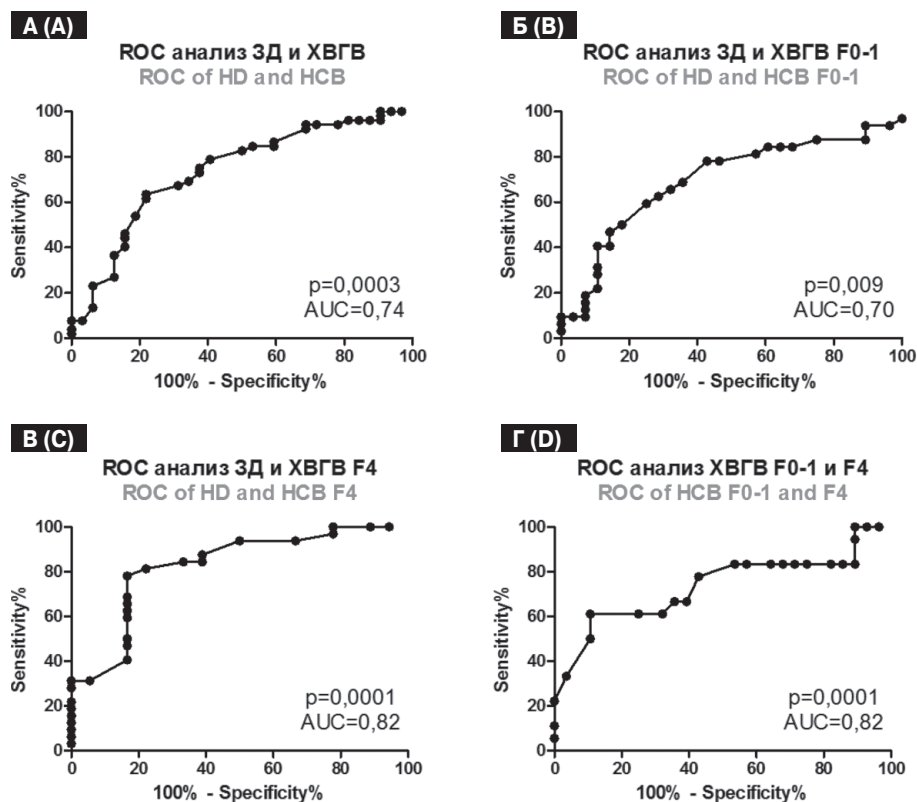 А (A)
ROC анализ ЗД и ХВГВ
ROC of HD and HCB
Sensitivity%
100
80
60
40
20
0
p=0,0003
AUC=0,74
0 20 40 60 80 100
100% - Specificity%
Б (B)
ROC анализ ЗД и ХВГВ F0-1
ROC of HD and HCB F0-1
Sensitivity%
100
80
60
40
20
0
p=0,009
AUC=0,70
0 20 40 60 80 100
100% - Specificity%
В (C)
ROC анализ ЗД и ХВГВ F4
ROC of HD and HCB F4
Sensitivity%
100
80
60
40
20
0
p=0,0001
AUC=0,82
0 20 40 60 80 100
100% - Specificity%
Г (D)
ROC анализ ХВГВ F0-1 и F4
ROC of HCB F0-1 and F4
Sensitivity%
100
80
60
40
20
0
p=0,0001
AUC=0,82
0 20 40 60 80 100
100% - Specificity%